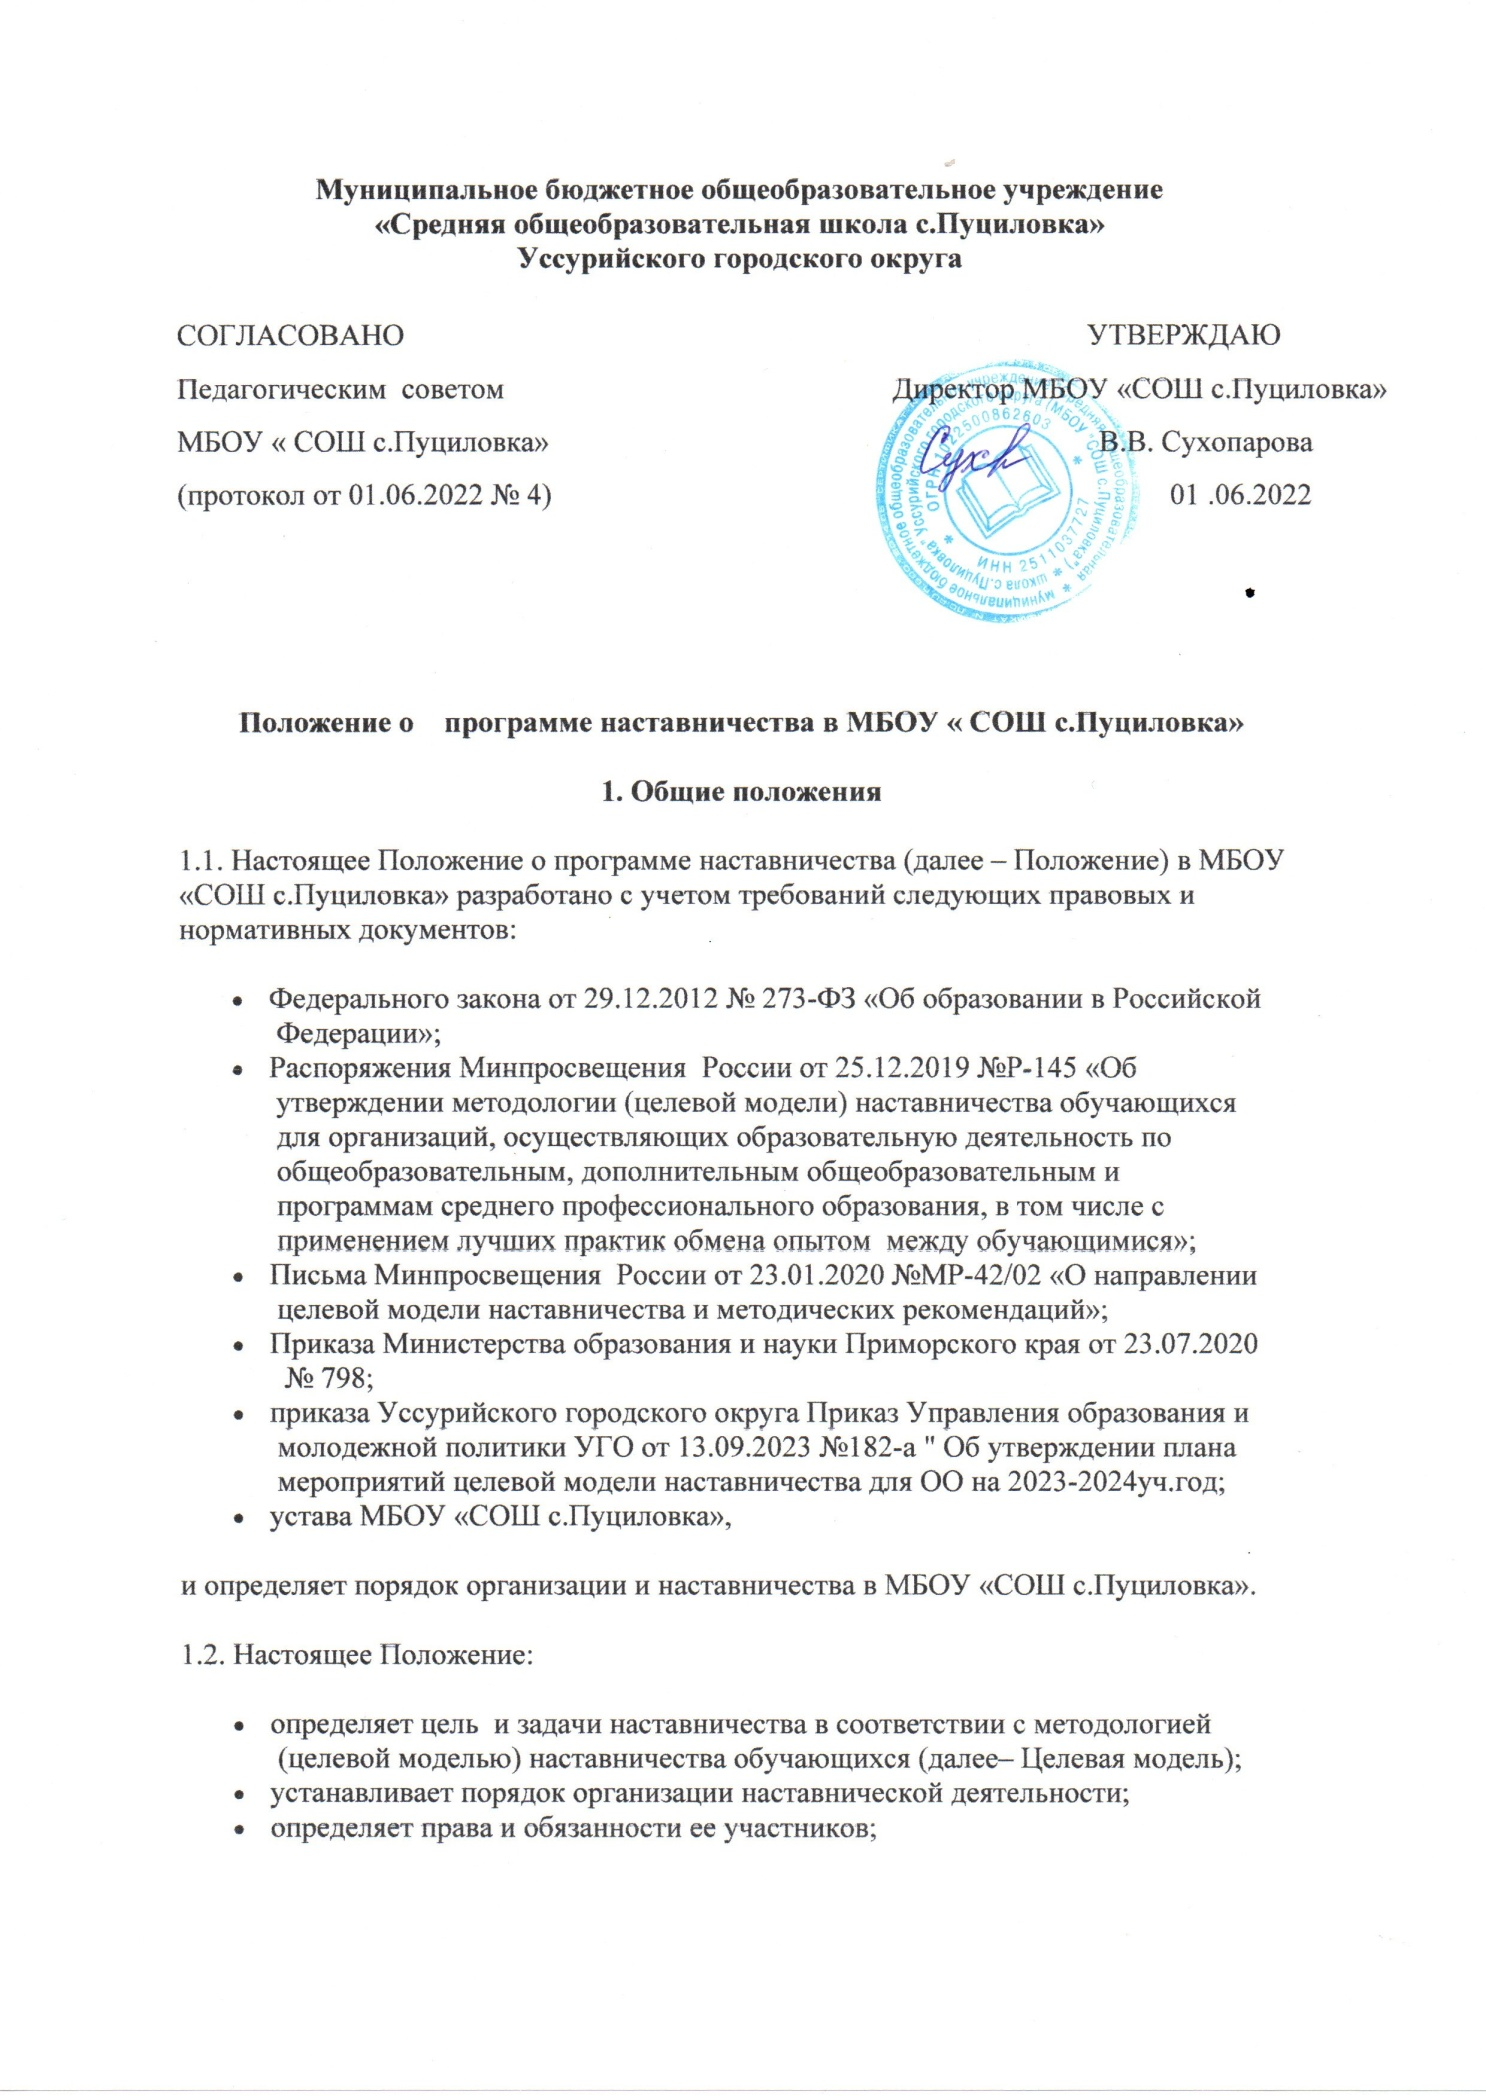 Муниципальное бюджетное общеобразовательное учреждение
«Средняя общеобразовательная школа с.Пуциловка»
Уссурийского городского округа
СОГЛАСОВАНО УТВЕРЖДАЮ
Педагогическим советом Директор МБОУ «СОШ с.Пуциловка»
МБОУ « СОШ с.Пуциловка» В.В. Сухопарова
(протокол от 01.06.2022 № 4) 01 .06.2022
ОГРН 1022500862603
ИНН 2511037727
Положение о программе наставничества в МБОУ « СОШ с.Пуциловка»
1. Общие положения
1.1. Настоящее Положение о программе наставничества (далее – Положение) в МБОУ
«СОШ с.Пуциловка» разработано с учетом требований следующих правовых и
нормативных документов:
• Федерального закона от 29.12.2012 № 273-ФЗ «Об образовании в Российской
Федерации»;
• Распоряжения Минпросвещения России от 25.12.2019 №Р-145 «Об
утверждении методологии (целевой модели) наставничества обучающихся
для организаций, осуществляющих образовательную деятельность по
общеобразовательным, дополнительным общеобразовательным и
программам среднего профессионального образования, в том числе с
применением лучших практик обмена опытом между обучающимися»;
• Письма Минпросвещения России от 23.01.2020 №МР-42/02 «О направлении
целевой модели наставничества и методических рекомендаций»;
• Приказа Министерства образования и науки Приморского края от 23.07.2020
№ 798;
• приказа Уссурийского городского округа Приказ Управления образования и
молодежной политики УГО от 13.09.2023 №182-а " Об утверждении плана
мероприятий целевой модели наставничества для ОО на 2023-2024уч.год;
• устава МБОУ «СОШ с.Пуциловка»,
и определяет порядок организации и наставничества в МБОУ «СОШ с.Пуциловка».
1.2. Настоящее Положение:
• определяет цель и задачи наставничества в соответствии с методологией
(целевой моделью) наставничества обучающихся (далее– Целевая модель);
• устанавливает порядок организации наставнической деятельности;
• определяет права и обязанности ее участников;